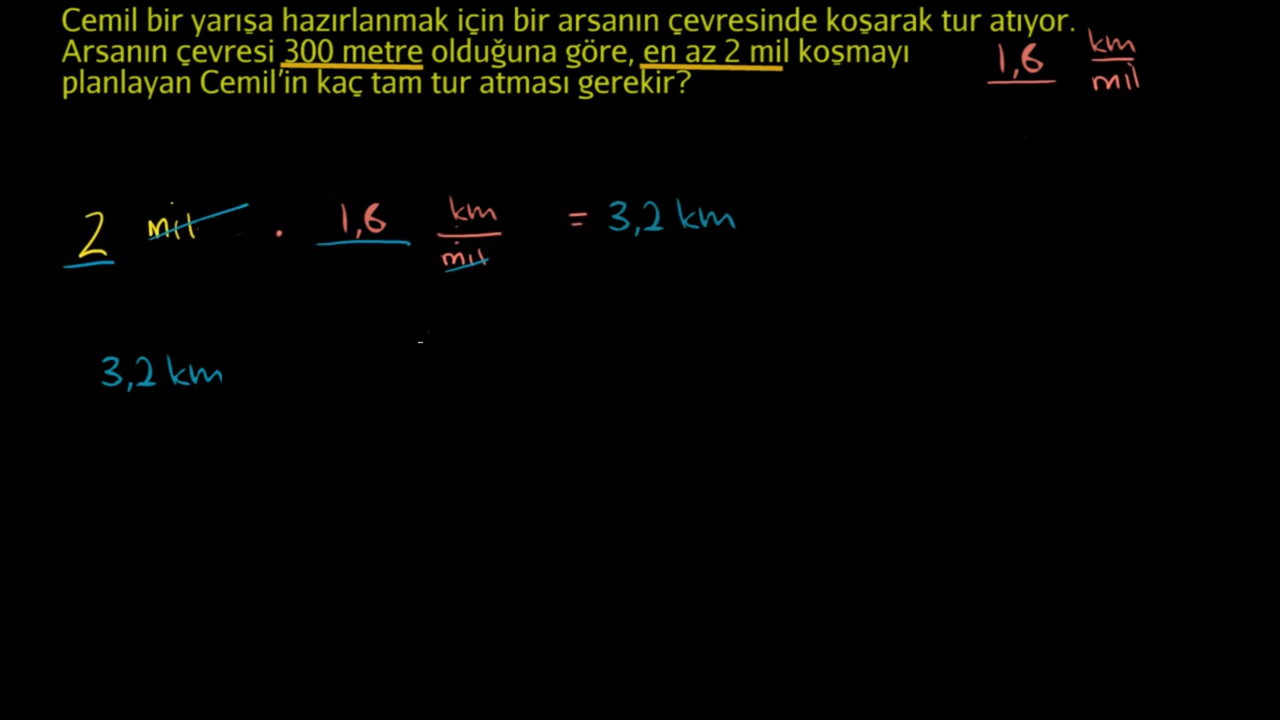 Cemil bir yarışa hazırlanmak için bir arsanın çevresinde koşarak tur atıyor.
Arsanın çevresi 300 metre olduğuna göre, en az 2 mil koşmayı
planlayan Cemil'in kaç tam tur atması gerekir?
1,6 km/mil
2 mil · 1,6 km/mil = 3,2 km
3,2 km